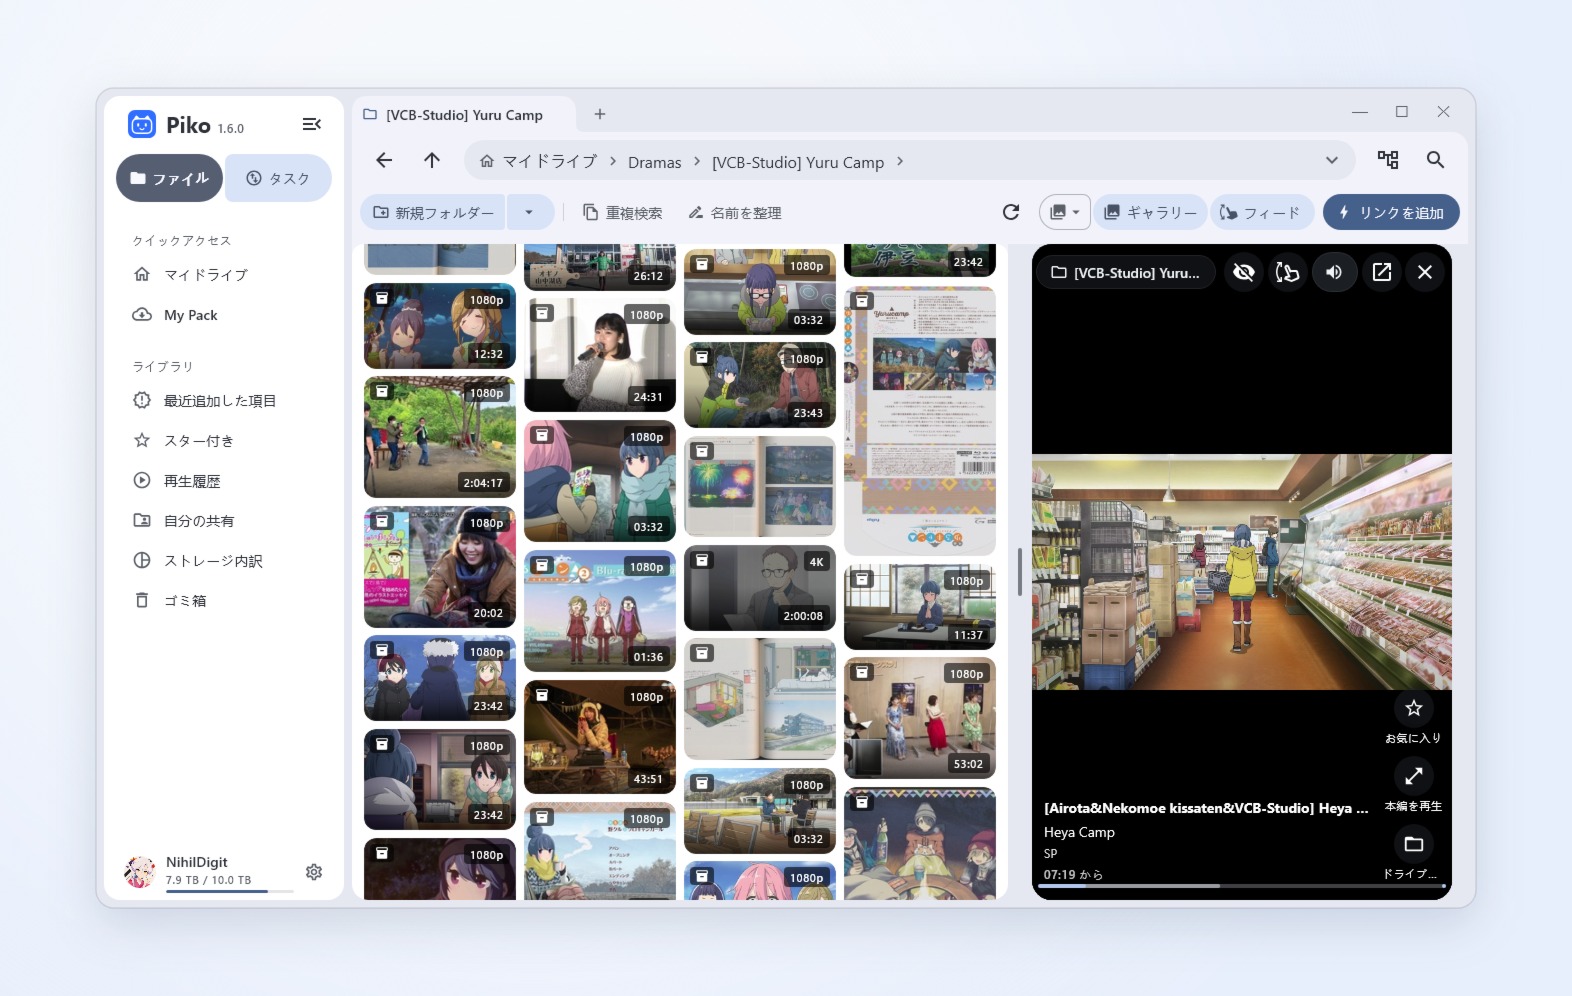 Piko 1.6.0
ファイル
タスク
クイックアクセス
マイドライブ
My Pack
ライブラリ
最近追加した項目
スター付き
再生履歴
自分の共有
ストレージ内訳
ゴミ箱
NihilDigit
7.9 TB / 10.0 TB
[VCB-Studio] Yuru Camp
マイドライブ
Dramas
[VCB-Studio] Yuru Camp
新規フォルダー
重複検索
名前を整理
ギャラリー
フィード
リンクを追加
1080p
12:32
1080p
2:04:17
1080p
20:02
1080p
23:42
1080p
23:42
1080p
26:12
1080p
24:31
1080p
03:32
1080p
01:36
1080p
43:51
1080p
1080p
03:32
1080p
23:43
4K
2:00:08
1080p
03:32
1080p
23:42
Yurucamp
1080p
11:37
1080p
53:02
[VCB-Studio] Yuru...
お気に入り
本編を再生
[Airota&Nekomoe kissaten&VCB-Studio] Heya ...
Heya Camp
SP
ドライブ...
07:19 から